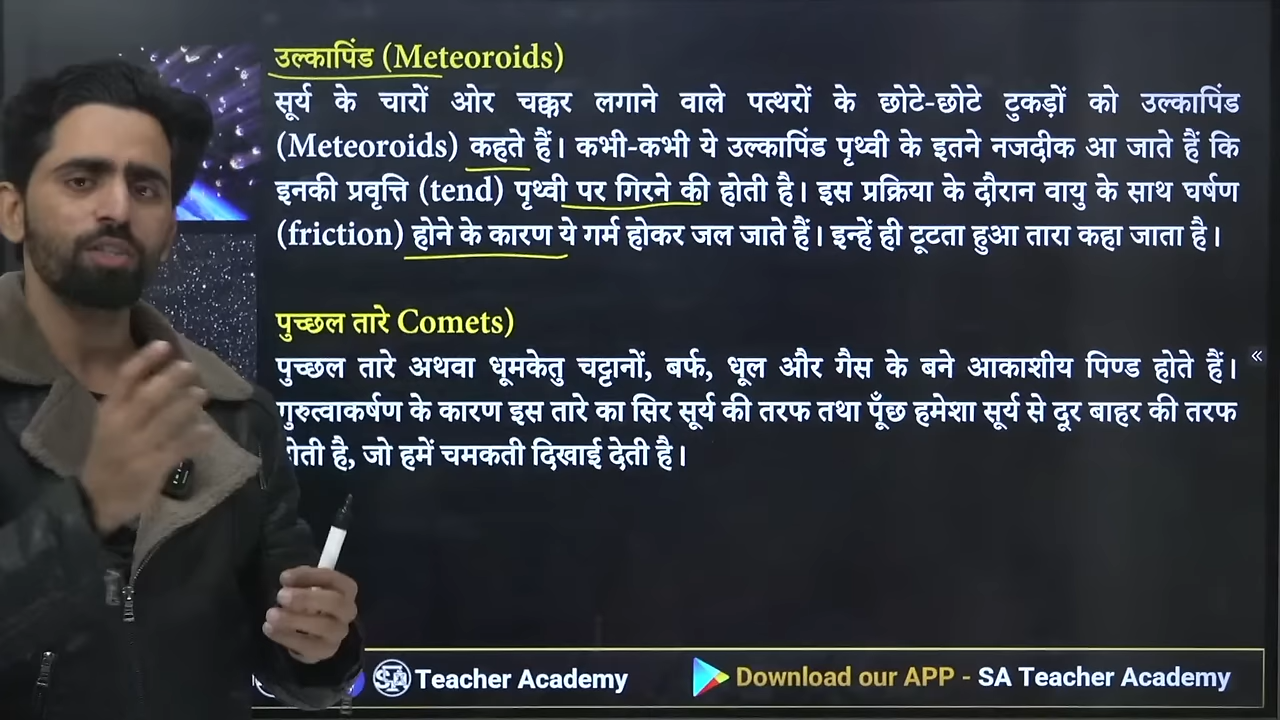 उल्कापिंड (Meteoroids)
सूर्य के चारों ओर चक्कर लगाने वाले पत्थरों के छोटे-छोटे टुकड़ों को उल्कापिंड
(Meteoroids) कहते हैं। कभी-कभी ये उल्कापिंड पृथ्वी के इतने नजदीक आ जाते हैं कि
इनकी प्रवृत्ति (tend) पृथ्वी पर गिरने की होती है। इस प्रक्रिया के दौरान वायु के साथ घर्षण
(friction) होने के कारण ये गर्म होकर जल जाते हैं। इन्हें ही टूटता हुआ तारा कहा जाता है।
पुच्छल तारे Comets)
पुच्छल तारे अथवा धूमकेतु चट्टानों, बर्फ, धूल और गैस के बने आकाशीय पिण्ड होते हैं।
गुरुत्वाकर्षण के कारण इस तारे का सिर सूर्य की तरफ तथा पूँछ हमेशा सूर्य से दूर बाहर की तरफ
होती है, जो हमें चमकती दिखाई देती है।
«
SA Teacher Academy
Download our APP - SA Teacher Academy